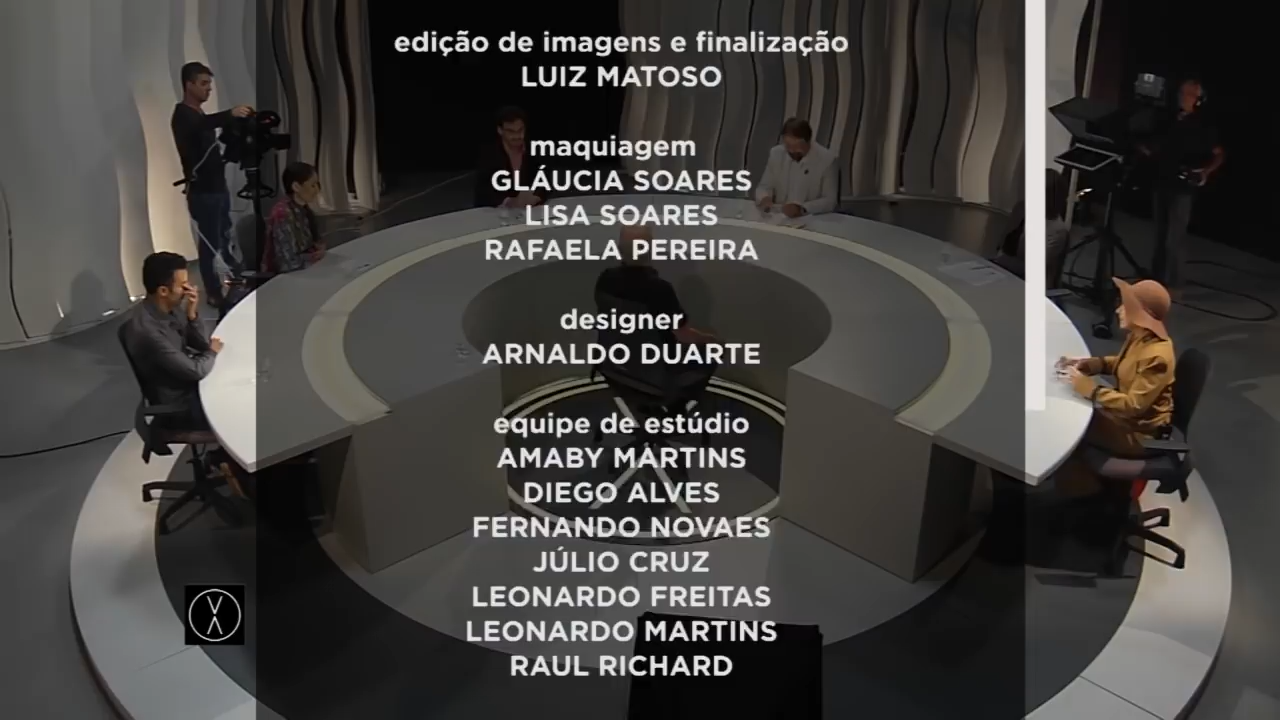 edição de imagens e finalização
LUIZ MATOSO
maquiagem
GLÁUCIA SOARES
LISA SOARES
RAFAELA PEREIRA
designer
ARNALDO DUARTE
equipe de estúdio
AMABY MARTINS
DIEGO ALVES
FERNANDO NOVAES
JÚLIO CRUZ
LEONARDO FREITAS
LEONARDO MARTINS
RAUL RICHARD